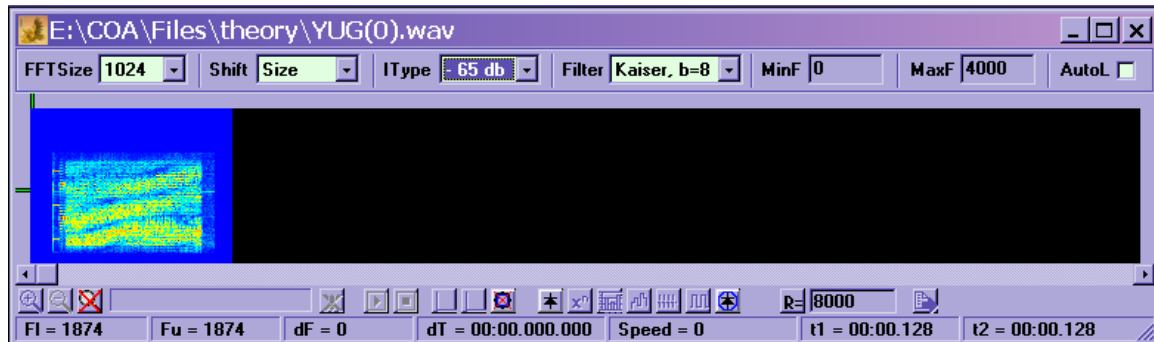 E:\COA\Files\theory\YUG(0).wav
FFTSize 1024 Shift Size IType - 65 db Filter Kaiser, b=8 MinF 0 MaxF 4000 AutoL
R= 8000
Fl = 1874 Fu = 1874 dF = 0 dT = 00:00.000.000 Speed = 0 t1 = 00:00.128 t2 = 00:00.128